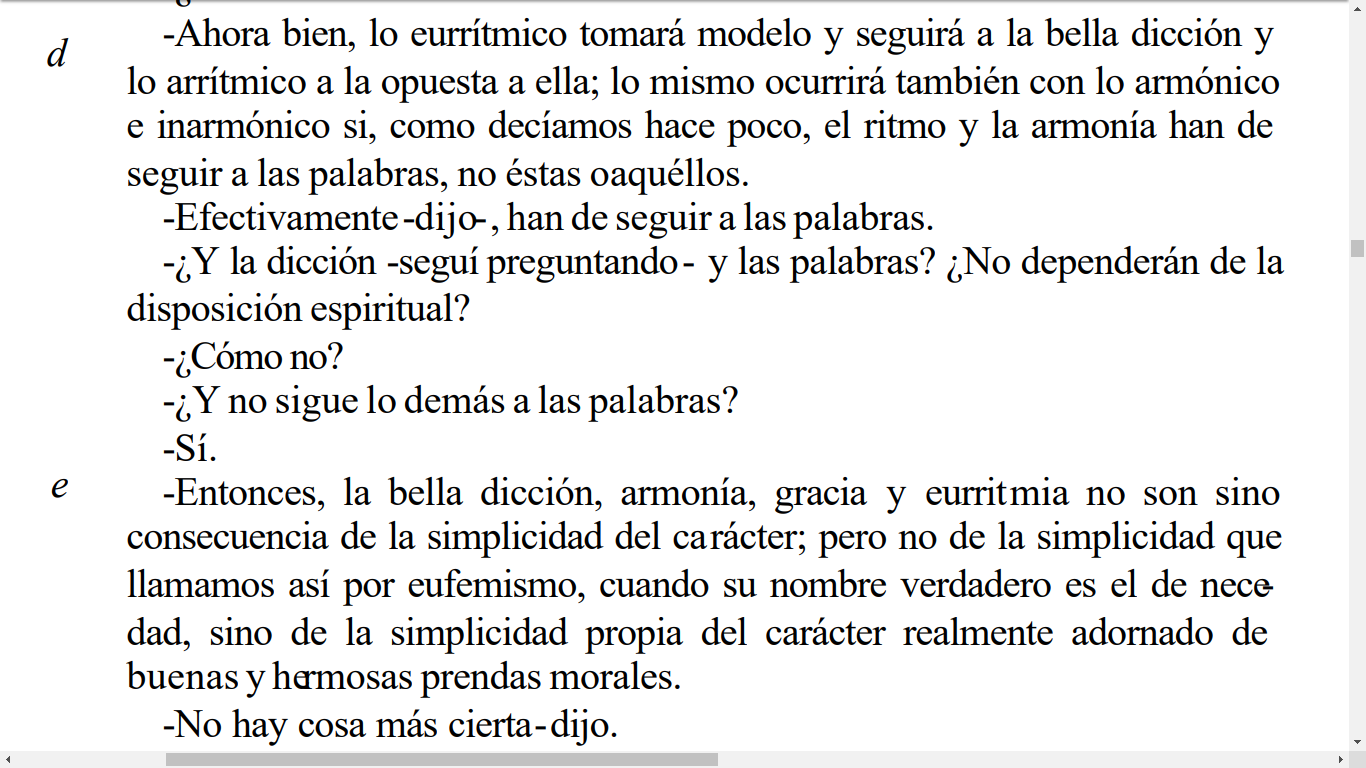 -Ahora bien, lo eurrítmico tomará modelo y seguirá a la bella dicción y
d
lo arrítmico a la opuesta a ella; lo mismo ocurrirá también con lo armónico
e inarmónico si, como decíamos hace poco, el ritmo y la armonía han de
seguir a las palabras, no éstas oaquéllos.
-Efectivamente-dijo-, han de seguir a las palabras.
-¿Y la dicción -seguí preguntando- y las palabras? ¿No dependerán de la
disposición espiritual?
-¿Cómo no?
-¿Y no sigue lo demás a las palabras?
-Sí.
e
-Entonces, la bella dicción, armonía, gracia y eurritmia no son sino
consecuencia de la simplicidad del carácter; pero no de la simplicidad que
llamamos así por eufemismo, cuando su nombre verdadero es el de nece-
dad, sino de la simplicidad propia del carácter realmente adornado de
buenas y hermosas prendas morales.
-No hay cosa más cierta-dijo.